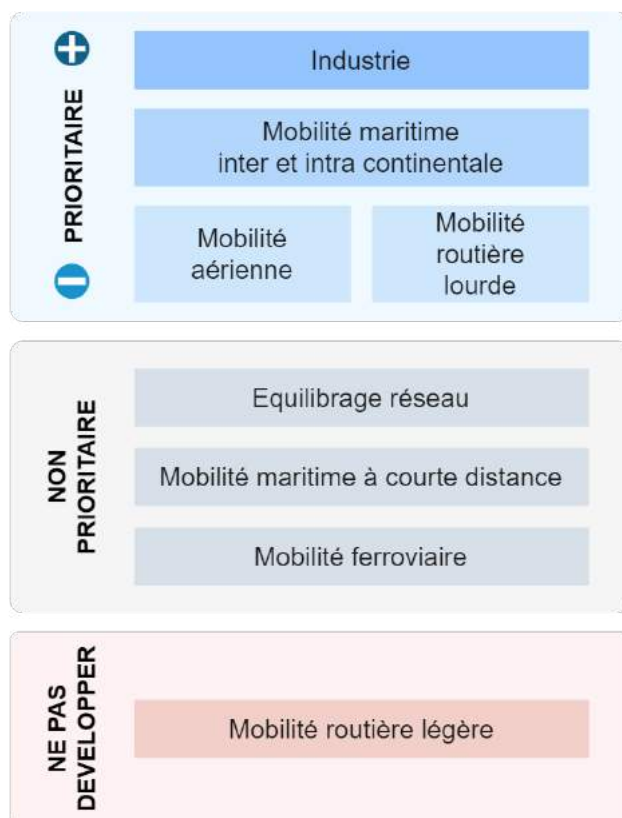 PRIORITAIRE
Industrie
Mobilité maritime
inter et intra continentale
Mobilité
aérienne
Mobilité
routière
lourde
NON
PRIORITAIRE
Equilibrage réseau
Mobilité maritime à courte distance
Mobilité ferroviaire
NE PAS
DEVELOPPER
Mobilité routière légère